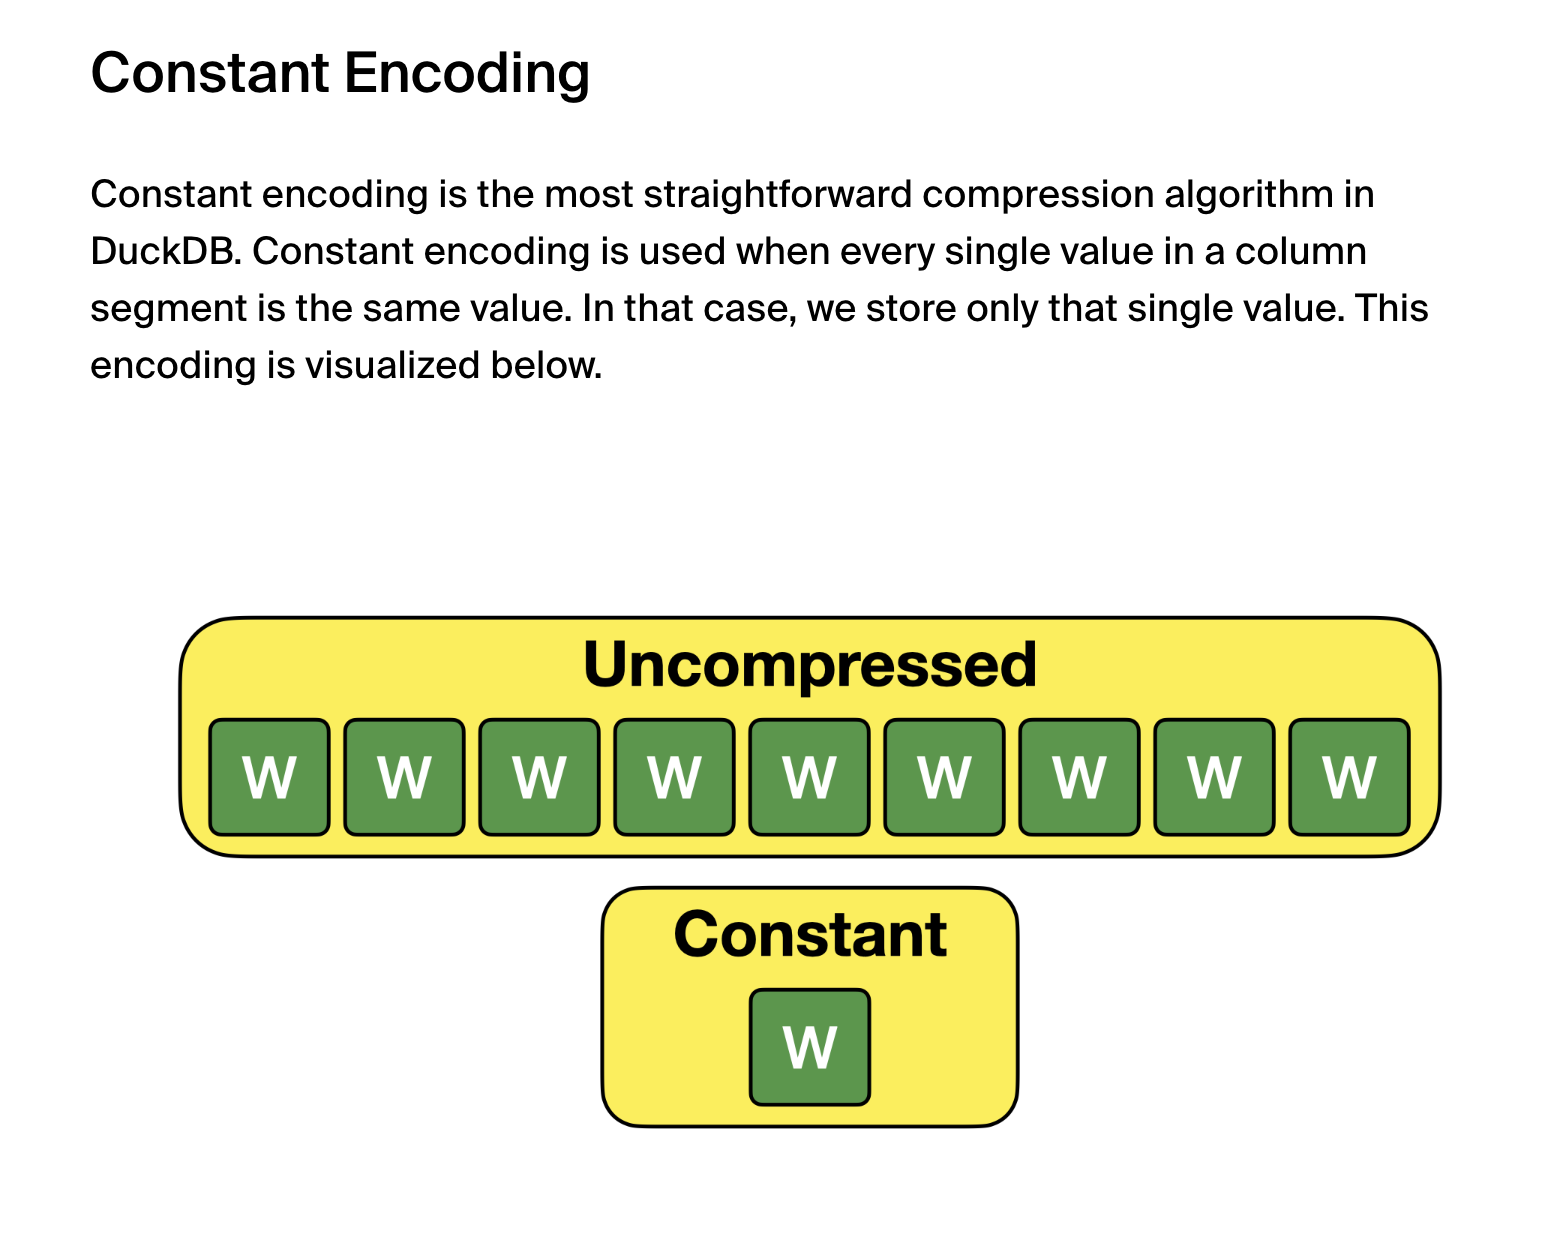 Constant Encoding
Constant encoding is the most straightforward compression algorithm in
DuckDB. Constant encoding is used when every single value in a column
segment is the same value. In that case, we store only that single value. This
encoding is visualized below.
Uncompressed
W W W W W W W W W
Constant
W